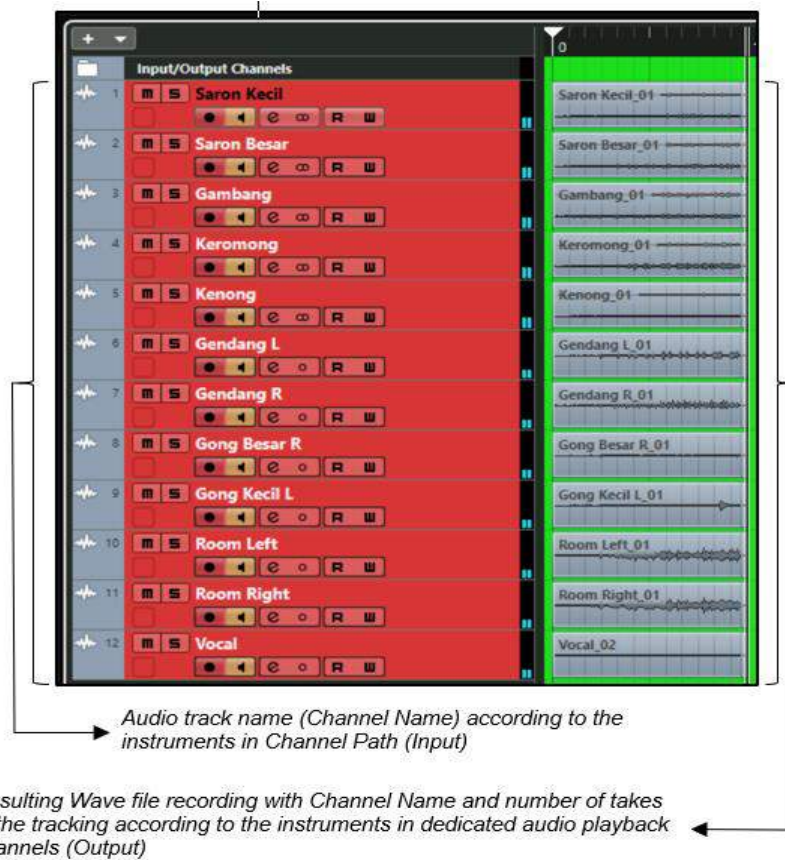 0
Input/Output Channels
1 m S Saron Kecil
e R W
Saron Kecil_01
2 m S Saron Besar
e R W
Saron Besar_01
3 m S Gambang
e R W
Gambang_01
4 m S Keromong
e R W
Keromong_01
5 m S Kenong
e R W
Kenong_01
6 m S Gendang L
e R W
Gendang L_01
7 m S Gendang R
e R W
Gendang R_01
8 m S Gong Besar R
e R W
Gong Besar R_01
9 m S Gong Kecil L
e R W
Gong Kecil L_01
10 m S Room Left
e R W
Room Left_01
11 m S Room Right
e R W
Room Right_01
12 m S Vocal
e R W
Vocal_02
Audio track name (Channel Name) according to the
instruments in Channel Path (Input)
sulting Wave file recording with Channel Name and number of takes
the tracking according to the instruments in dedicated audio playback
annels (Output)